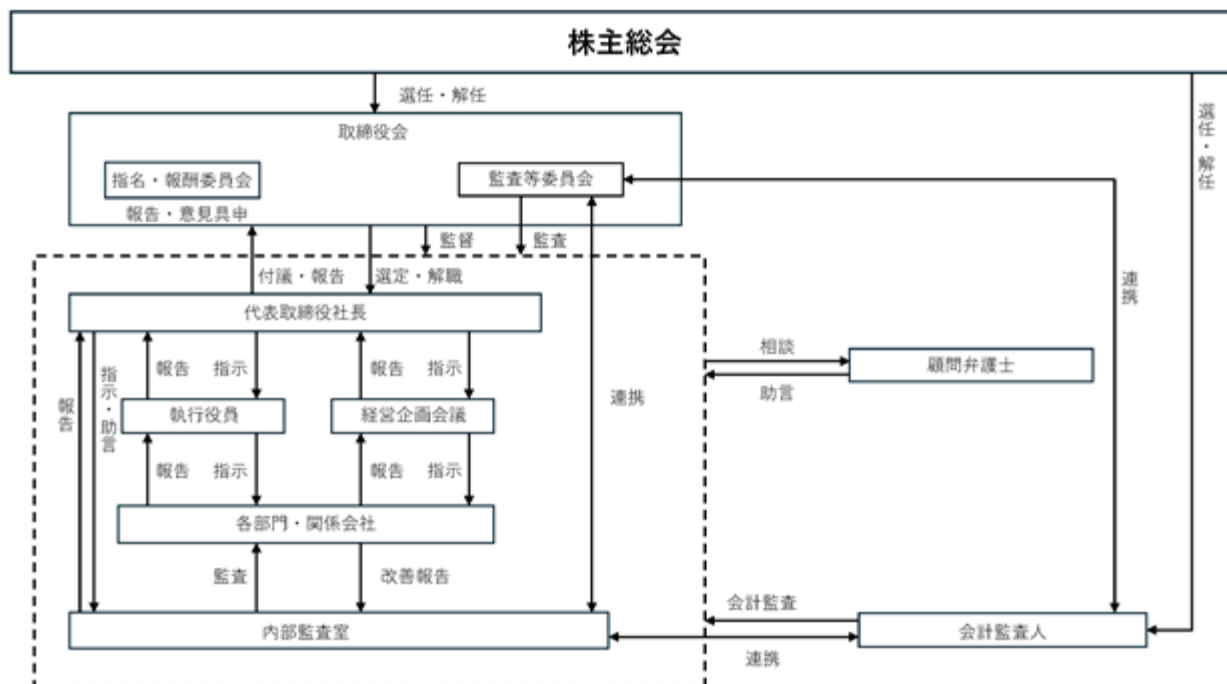 株主総会
選任・解任
選任・解任
取締役会
指名・報酬委員会
監査等委員会
報告・意見具申
監督
監査
付議・報告
選定・解職
連携
代表取締役社長
報告
指示・助言
報告
指示
報告
指示
連携
相談
顧問弁護士
助言
執行役員
経営企画会議
報告
指示
報告
指示
各部門・関係会社
監査
改善報告
会計監査
内部監査室
会計監査人
連携